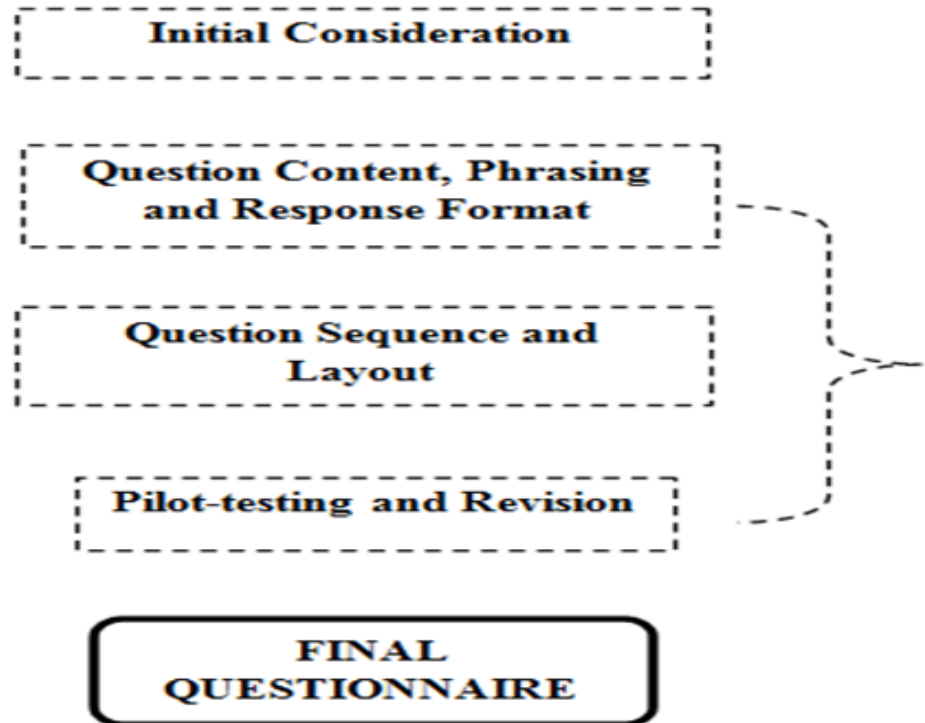 Initial Consideration
Question Content, Phrasing
and Response Format
Question Sequence and
Layout
Pilot-testing and Revision
FINAL
QUESTIONNAIRE